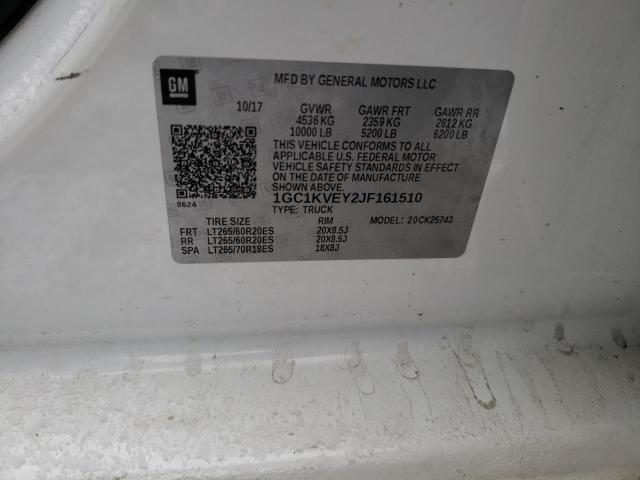 GM
MFD BY GENERAL MOTORS LLC
10/17 GVWR GAWR FRT GAWR RR
4536 KG 2359 KG 2812 KG
10000 LB 5200 LB 6200 LB
THIS VEHICLE CONFORMS TO ALL
APPLICABLE U.S. FEDERAL MOTOR
VEHICLE SAFETY STANDARDS IN EFFECT
ON THE DATE OF MANUFACTURE
SHOWN ABOVE.
1GC1KVEY2JF161510
8624
TYPE: TRUCK MODEL: 20CK25743
TIRE SIZE RIM
FRT LT265/60R20ES 20X8.5J
RR LT265/60R20ES 20X8.5J
SPA LT265/70R18ES 18X8J